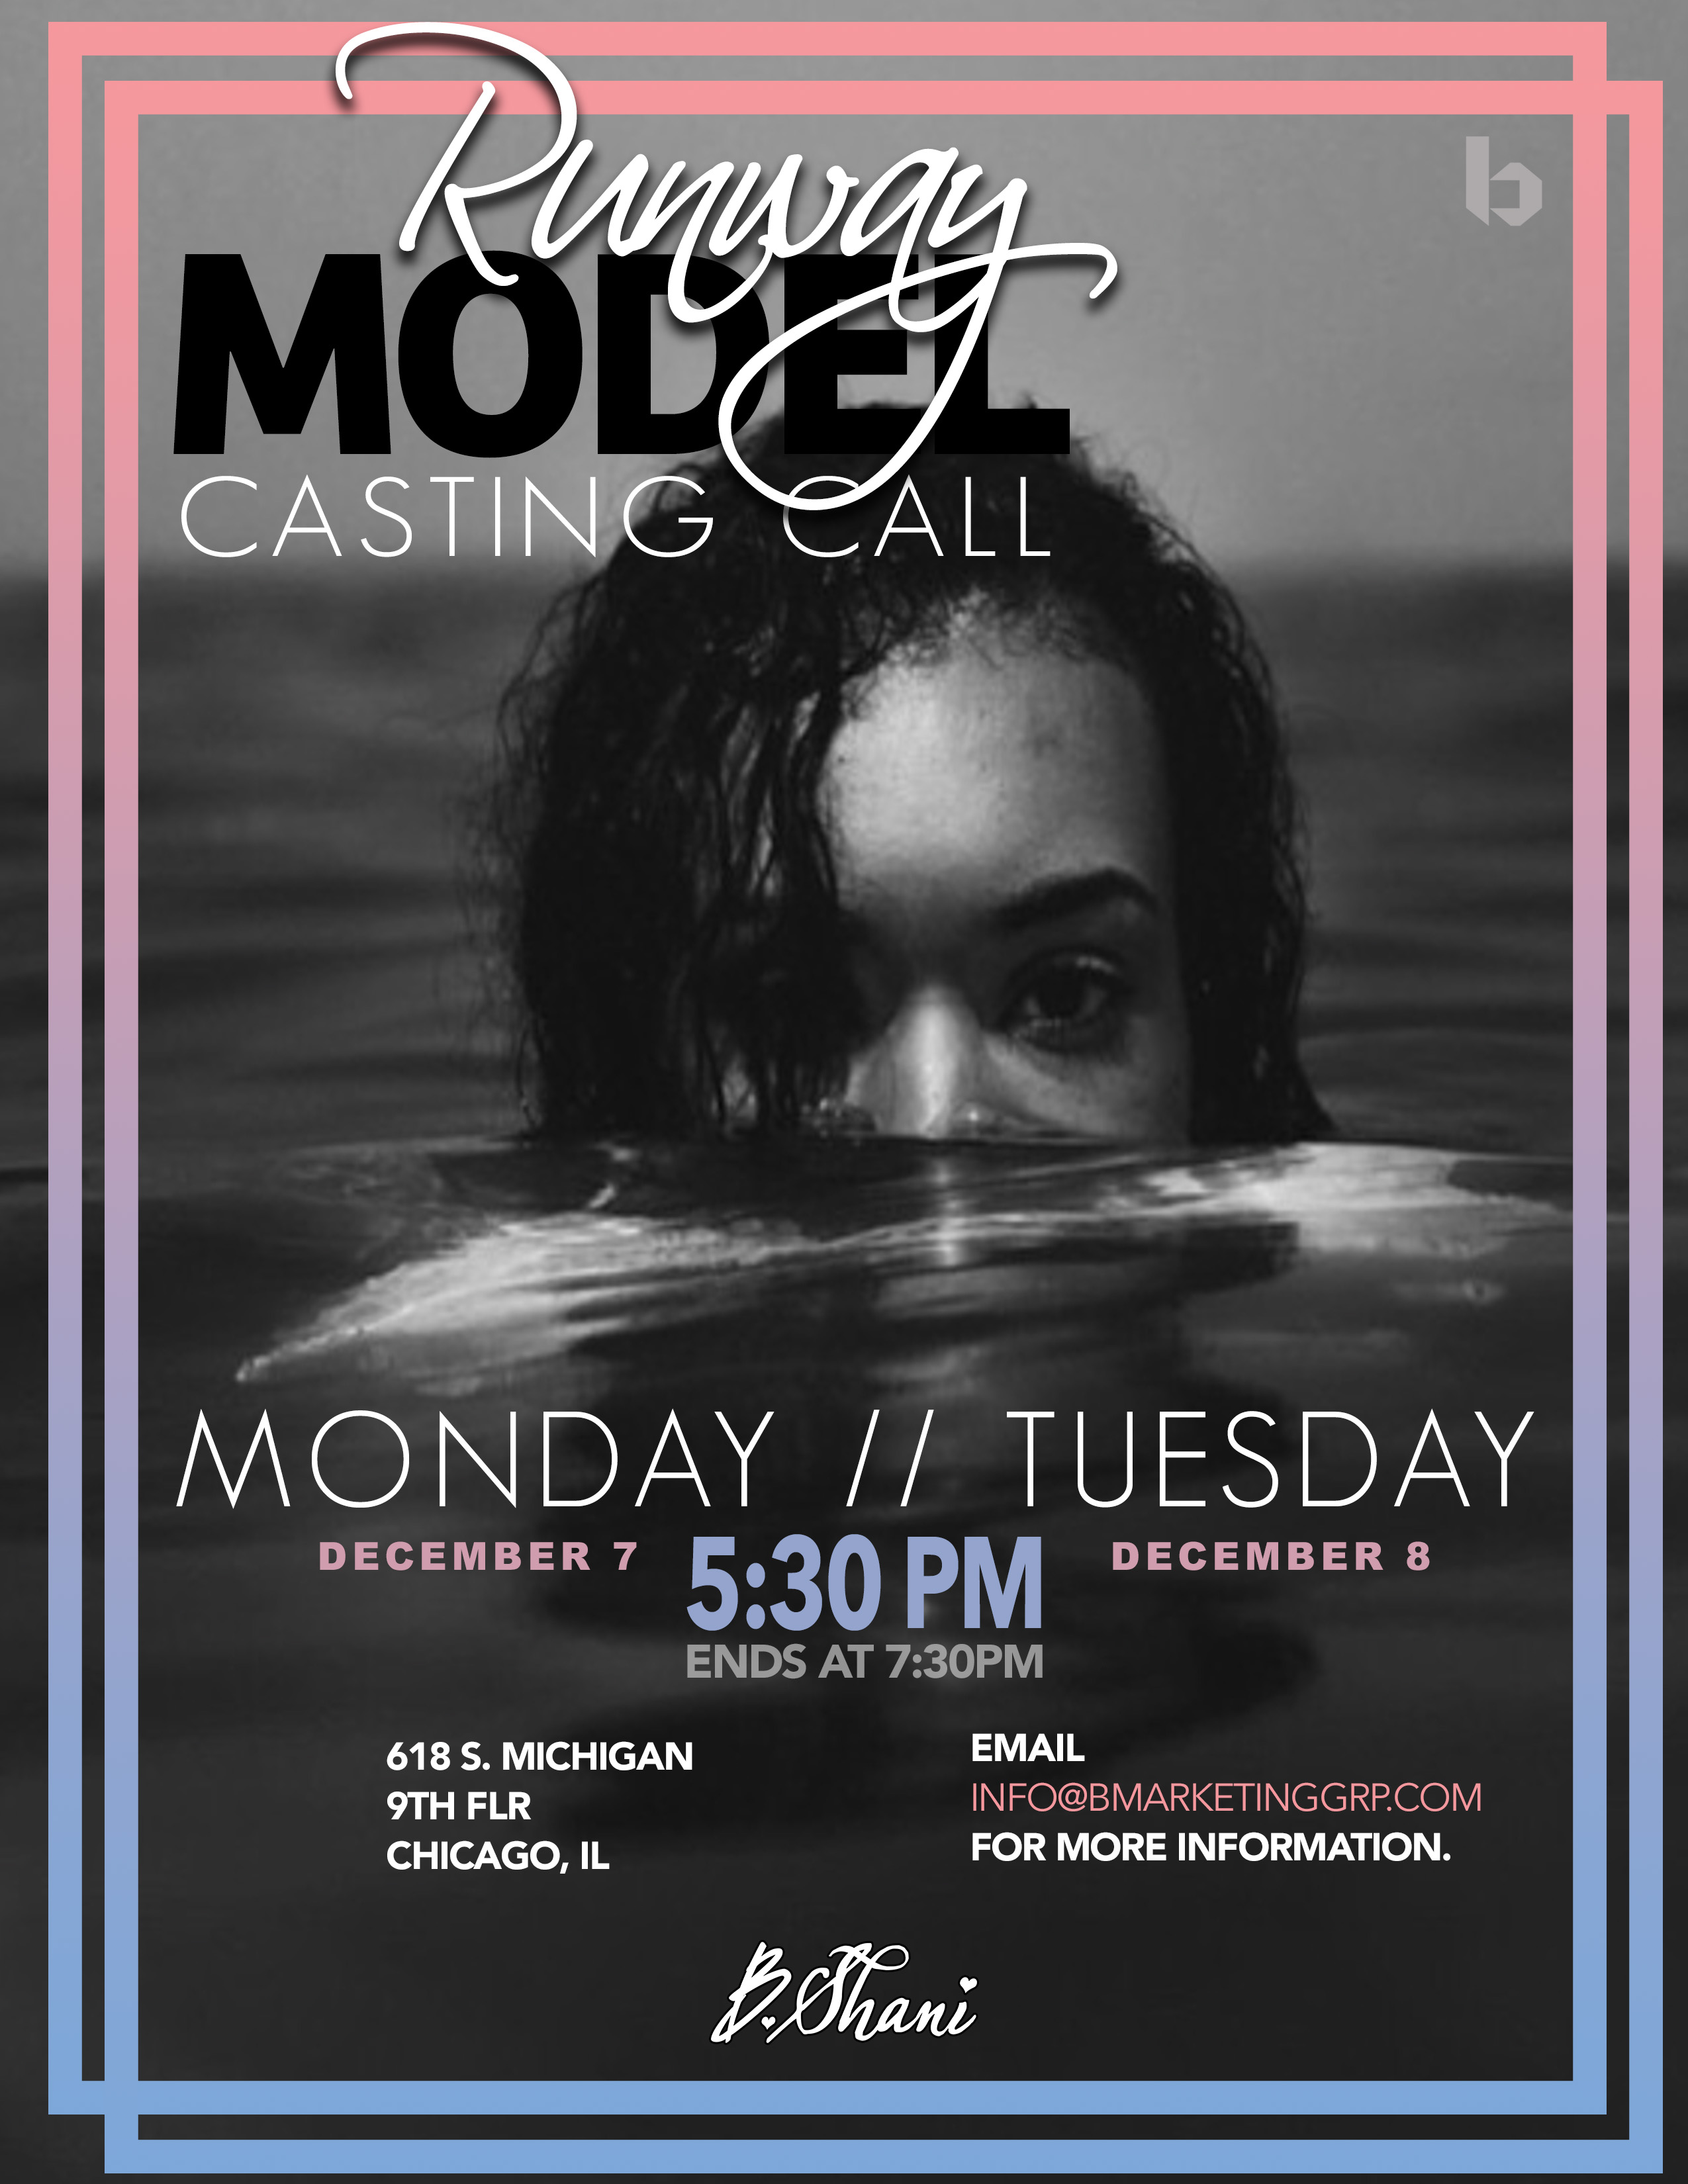 Runway
MODEL
CASTING CALL
MONDAY // TUESDAY
DECEMBER 7
5:30 PM
DECEMBER 8
ENDS AT 7:30PM
618 S. MICHIGAN
9TH FLR
CHICAGO, IL
EMAIL
INFO@BMARKETINGGRP.COM
FOR MORE INFORMATION.
B.Shani